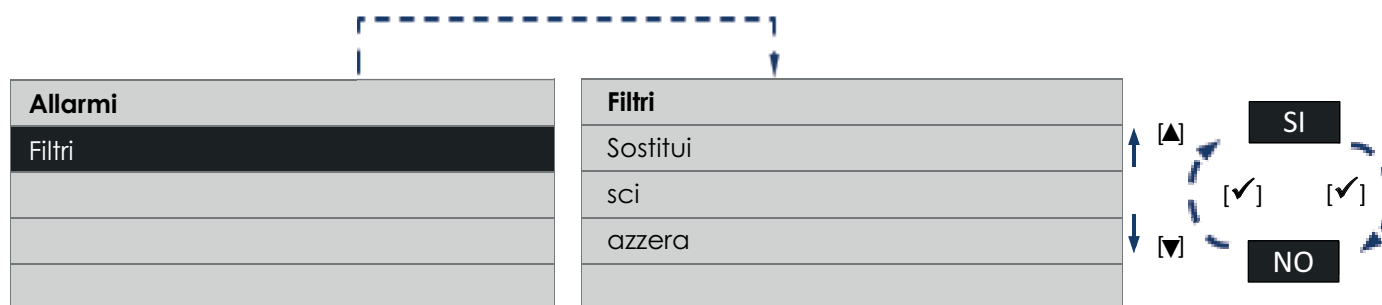 Allarmi
Filtri
Filtri
Sostitui
sci
azzera
[▲]
[▼]
SI
[✓] [✓]
NO